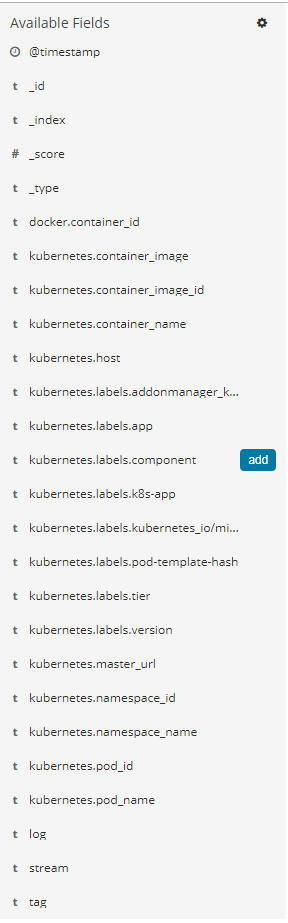 Available Fields
@timestamp
t _id
t _index
# _score
t _type
t docker.container_id
t kubernetes.container_image
t kubernetes.container_image_id
t kubernetes.container_name
t kubernetes.host
t kubernetes.labels.addonmanager_k...
t kubernetes.labels.app
t kubernetes.labels.component add
t kubernetes.labels.k8s-app
t kubernetes.labels.kubernetes_io/mi...
t kubernetes.labels.pod-template-hash
t kubernetes.labels.tier
t kubernetes.labels.version
t kubernetes.master_url
t kubernetes.namespace_id
t kubernetes.namespace_name
t kubernetes.pod_id
t kubernetes.pod_name
t log
t stream
t tag